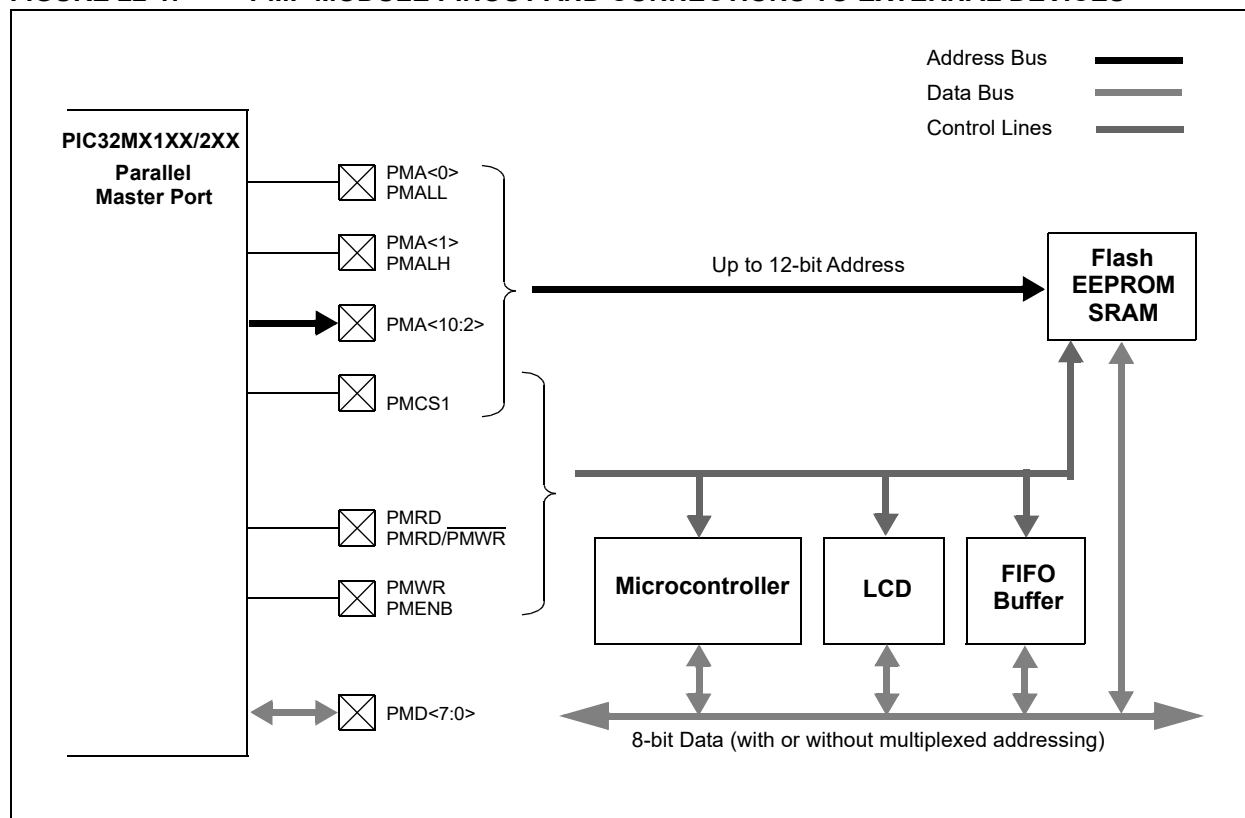 Address Bus
Data Bus
Control Lines
PIC32MX1XX/2XX
Parallel
Master Port
PMA<0>
PMALL
PMA<1>
PMALH
PMA<10:2>
PMCS1
PMRD
PMRD/PMWR
PMWR
PMENB
PMD<7:0>
Up to 12-bit Address
Flash
EEPROM
SRAM
Microcontroller
LCD
FIFO
Buffer
8-bit Data (with or without multiplexed addressing)